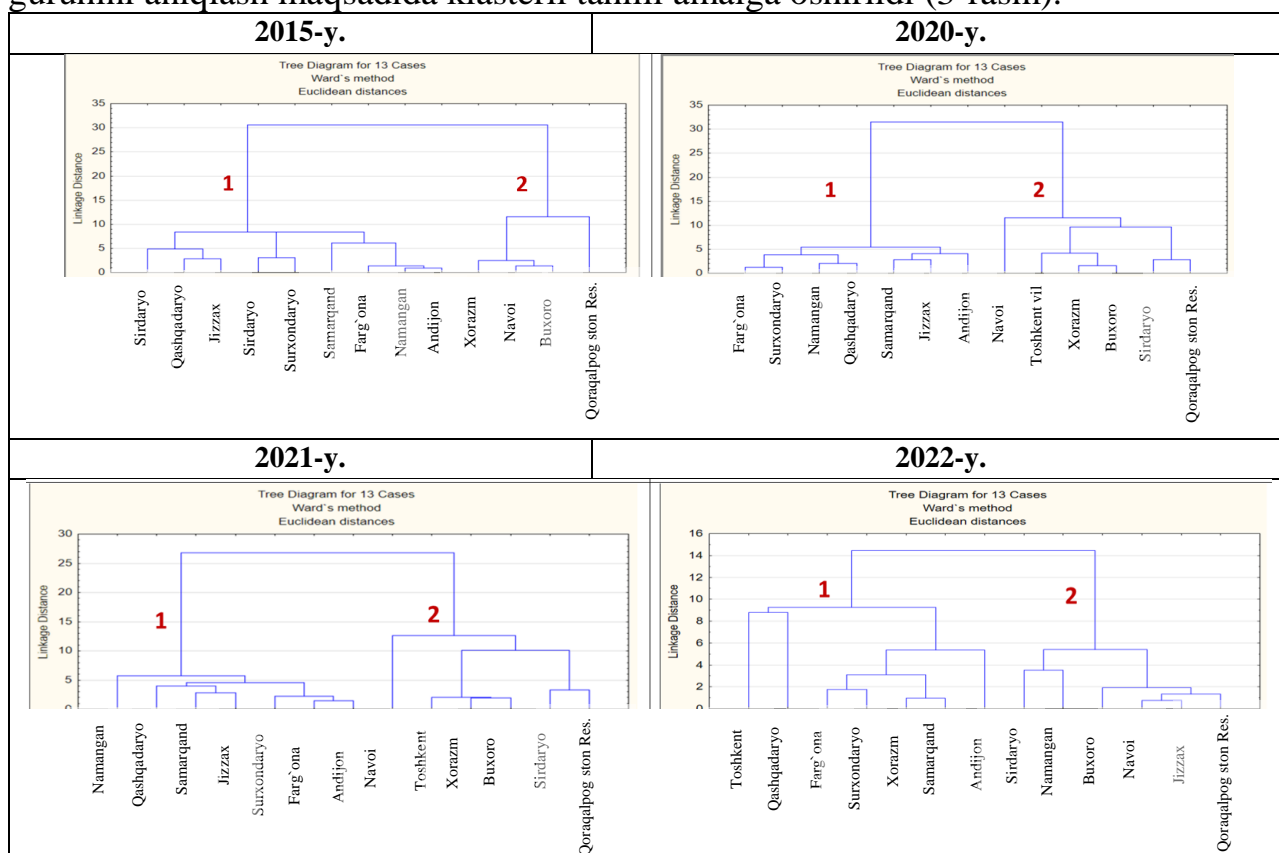 guruhini aniqlash maqsadida klasterli tahlil amalga oshirildi (3-rasm).
2015-y.
2020-y.
Tree Diagram for 13 Cases
Ward`s method
Euclidean distances
Linkage Distance
35
30
25
20
15
10
5
0
1
2
Sirdaryo
Qashqadaryo
Jizzax
Sirdaryo
Surxondaryo
Samarqand
Farg`ona
Namangan
Andijon
Xorazm
Navoi
Buxoro
Qoraqalpog ston Res.
Tree Diagram for 13 Cases
Ward`s method
Euclidean distances
Linkage Distance
35
30
25
20
15
10
5
0
1
2
Farg`ona
Surxondaryo
Namangan
Qashqadaryo
Samarqand
Jizzax
Andijon
Navoi
Toshkent vil
Xorazm
Buxoro
Sirdaryo
Qoraqalpog ston Res.
2021-y.
2022-y.
Tree Diagram for 13 Cases
Ward`s method
Euclidean distances
Linkage Distance
30
25
20
15
10
5
0
1
2
Namangan
Qashqadaryo
Samarqand
Jizzax
Surxondaryo
Farg`ona
Andijon
Navoi
Toshkent
Xorazm
Buxoro
Sirdaryo
Qoraqalpog ston Res.
Tree Diagram for 13 Cases
Ward`s method
Euclidean distances
Linkage Distance
16
14
12
10
8
6
4
2
0
1
2
Toshkent
Qashqadaryo
Farg`ona
Surxondaryo
Xorazm
Samarqand
Andijon
Sirdaryo
Namangan
Buxoro
Navoi
Jizzax
Qoraqalpog ston Res.